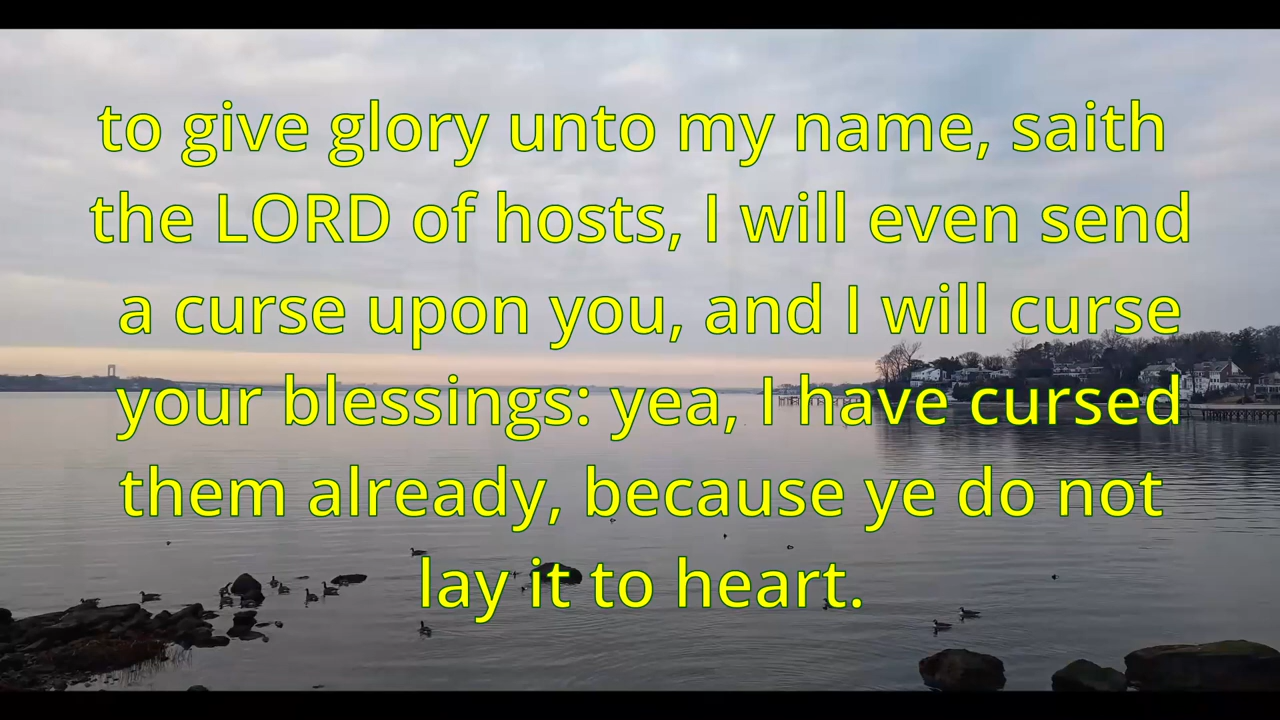 to give glory unto my name, saith
the LORD of hosts, I will even send
a curse upon you, and I will curse
your blessings: yea, I have cursed
them already, because ye do not
lay it to heart.